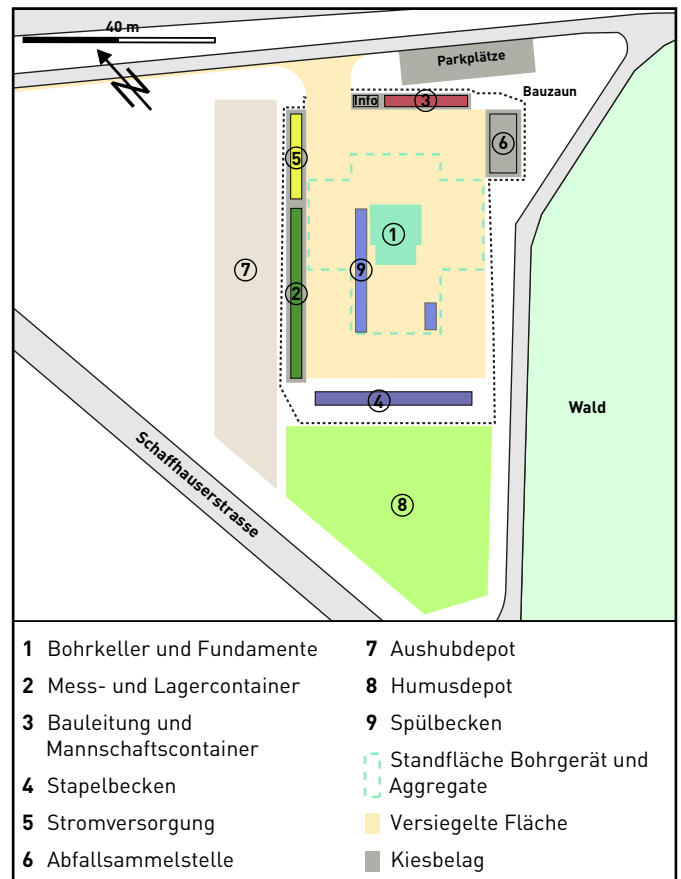 40 m
N
Parkplätze
Bauzaun
Info
3
6
5
1
7
9
2
4
Wald
Schaffhauserstrasse
8
1 Bohrkeller und Fundamente
2 Mess- und Lagercontainer
3 Bauleitung und
Mannschaftscontainer
4 Stapelbecken
5 Stromversorgung
6 Abfallsammelstelle
7 Aushubdepot
8 Humusdepot
9 Spülbecken
Standfläche Bohrgerät und
Aggregate
Versiegelte Fläche
Kiesbelag